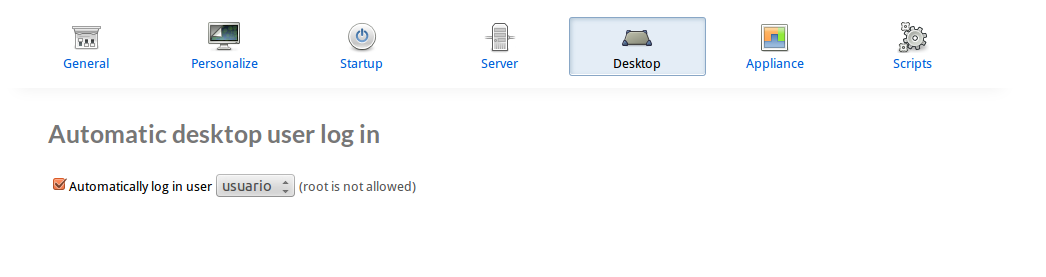 General Personalize Startup Server Desktop Appliance Scripts
Automatic desktop user log in
Automatically log in user usuario (root is not allowed)